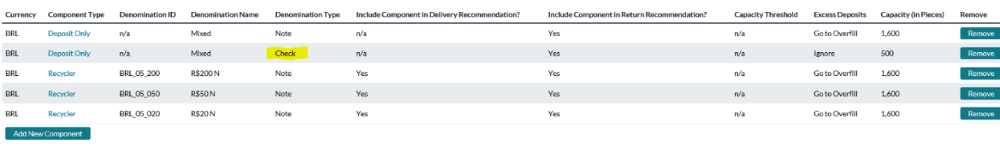 Currency Component Type Denomination ID Denomination Name Denomination Type Include Component in Delivery Recommendation? Include Component in Return Recommendation? Capacity Threshold Excess Deposits Capacity (in Pieces) Remove
BRL Deposit Only n/a Mixed Note n/a Yes n/a Go to Overfill 1,600 Remove
BRL Deposit Only n/a Mixed Check n/a Yes n/a Ignore 500 Remove
BRL Recycler BRL_05_200 R$200 N Note Yes Yes n/a Go to Overfill 1,600 Remove
BRL Recycler BRL_05_050 R$50 N Note Yes Yes n/a Go to Overfill 1,600 Remove
BRL Recycler BRL_05_020 R$20 N Note Yes Yes n/a Go to Overfill 1,600 Remove
Add New Component